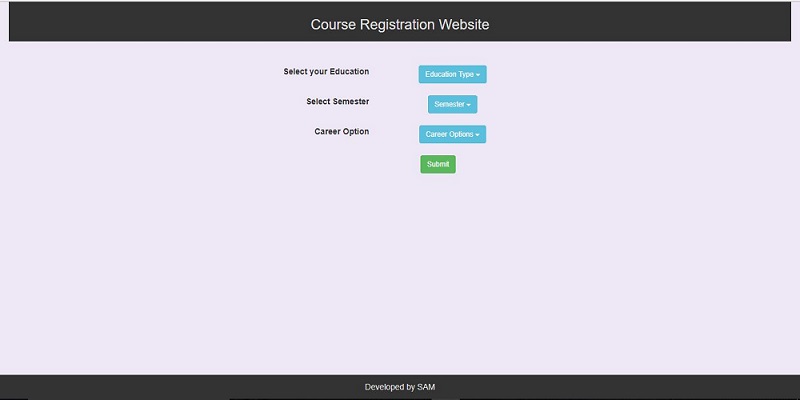 Course Registration Website
Select your Education Education Type
Select Semester Semester
Career Option Career Options
Submit
Developed by SAM